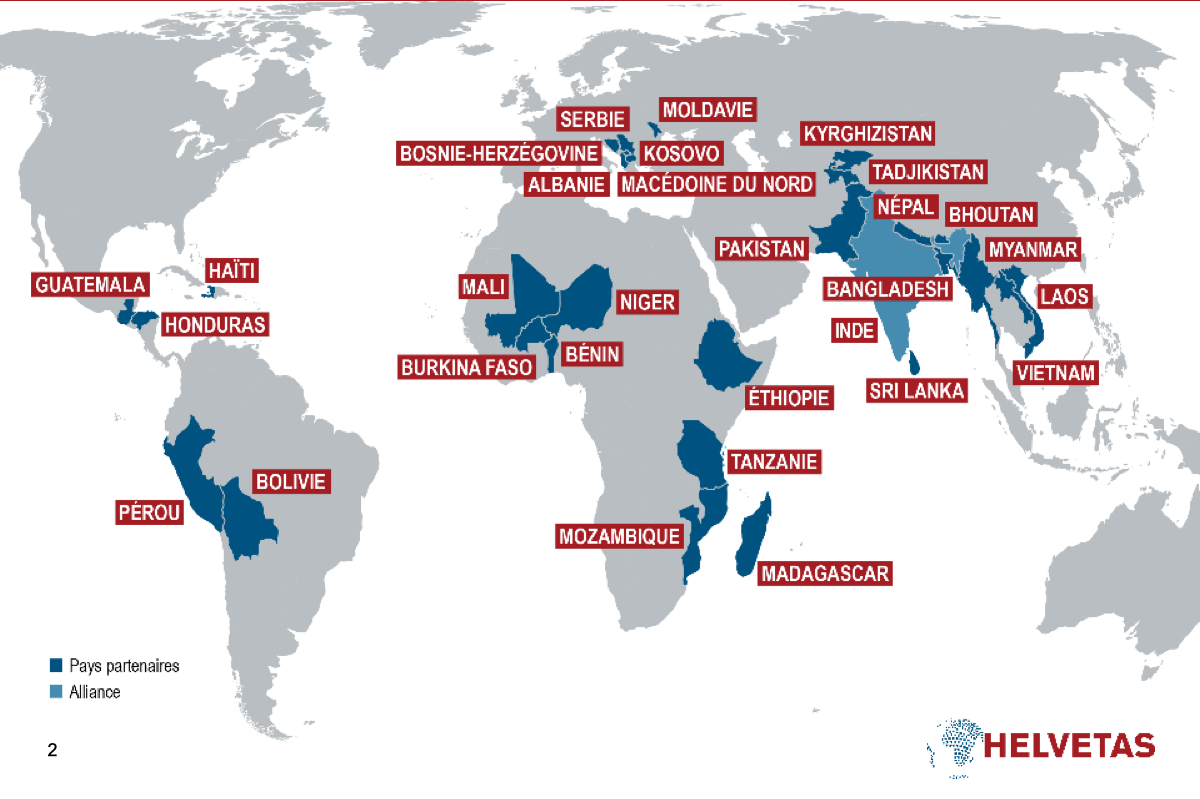 MOLDAVIE
SERBIE
KYRGHIZISTAN
BOSNIE-HERZÉGOVINE
KOSOVO
TADJIKISTAN
ALBANIE
MACÉDOINE DU NORD
NÉPAL
BHOUTAN
PAKISTAN
MYANMAR
HAÏTI
GUATEMALA
MALI
BANGLADESH
LAOS
NIGER
HONDURAS
INDE
BURKINA FASO
BÉNIN
VIETNAM
SRI LANKA
ÉTHIOPIE
TANZANIE
BOLIVIE
PÉROU
MOZAMBIQUE
MADAGASCAR
Pays partenaires
Alliance
2
HELVETAS